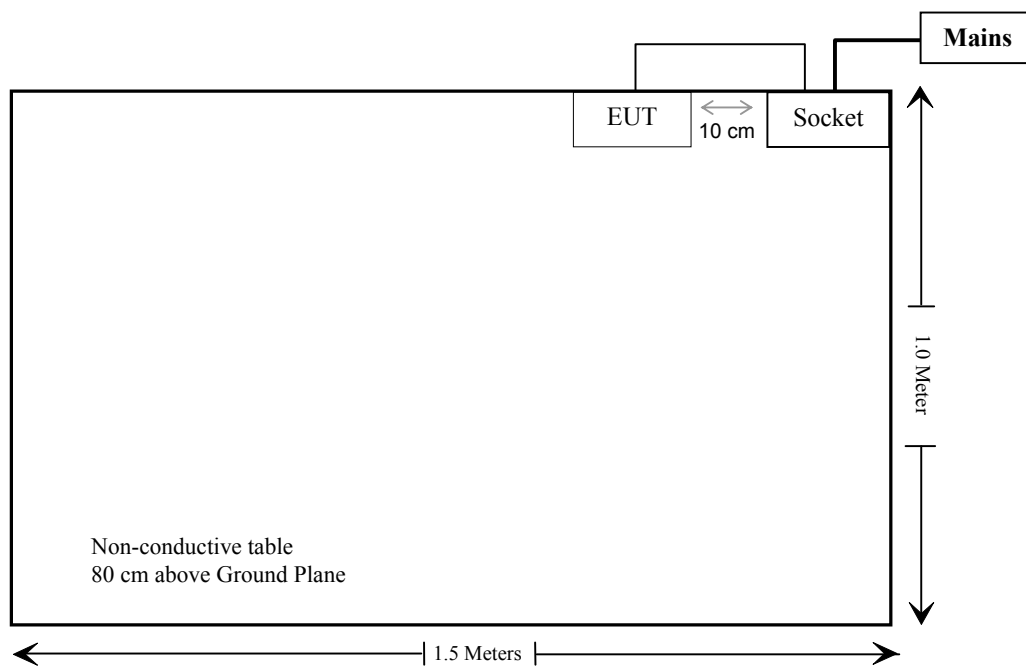 Mains
EUT
10 cm
Socket
1.0 Meter
Non-conductive table
80 cm above Ground Plane
1.5 Meters